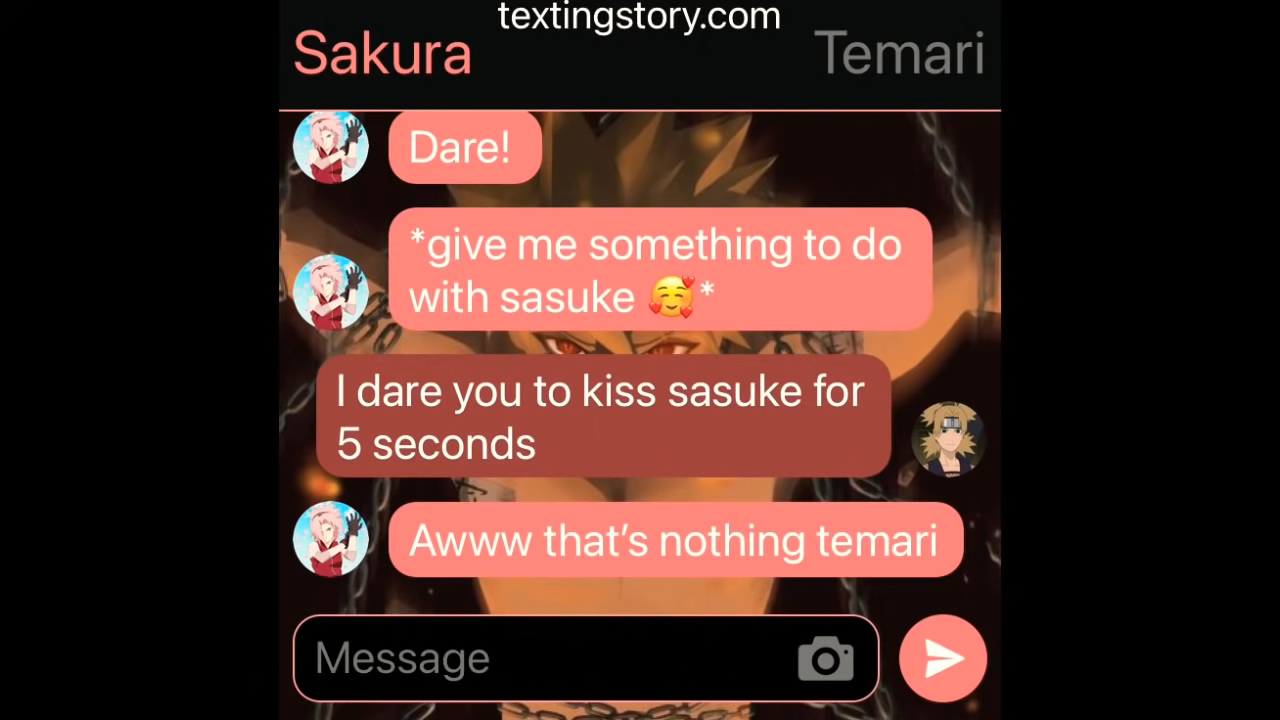 textingstory.com
Sakura
Temari
Dare!
*give me something to do
with sasuke 🥰*
I dare you to kiss sasuke for
5 seconds
Awww that’s nothing temari
Message